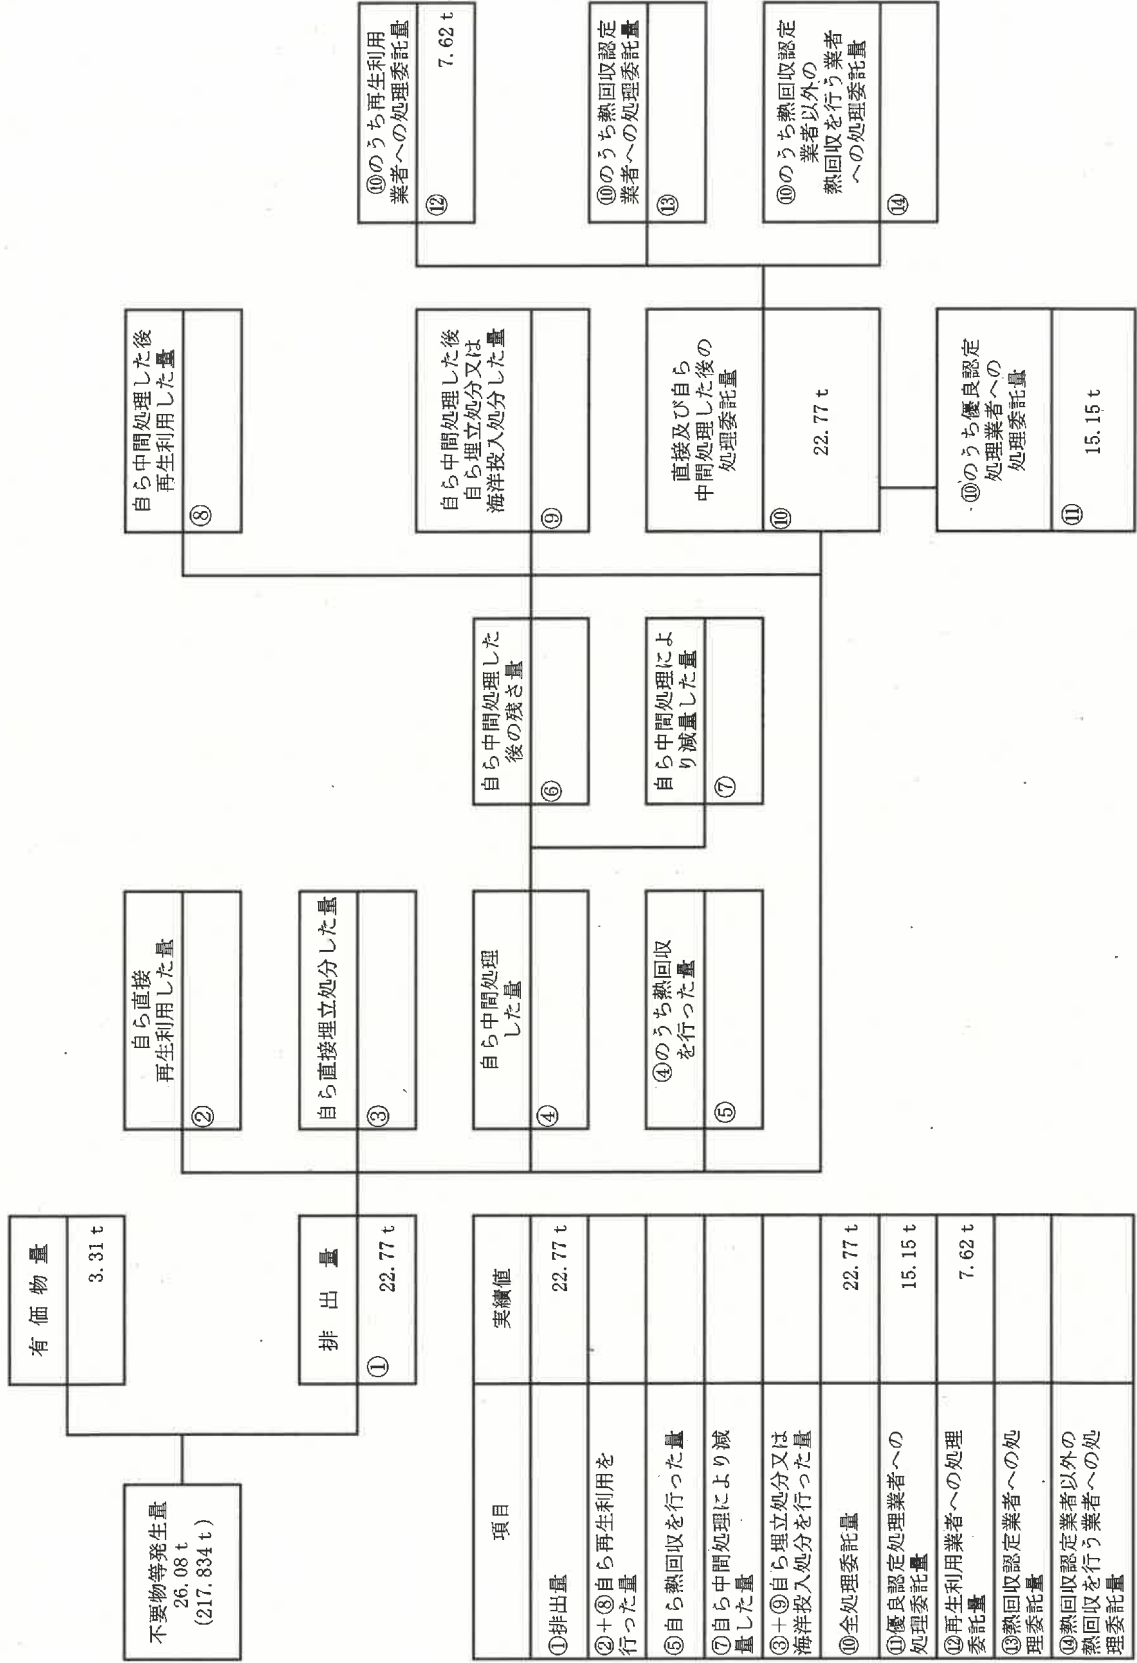 不要物等発生量
26.08 t
(217.834 t)
有 価 物 量
3.31 t
排 出 量
①
22.77 t
自ら直接
再生利用した量
②
自ら直接埋立処分した量
③
自ら中間処理
した量
④
④のうち熱回収
を行った量
⑤
自ら中間処理した
後の残さ量
⑥
自ら中間処理によ
り減量した量
⑦
自ら中間処理した後
再生利用した量
⑧
自ら中間処理した後
自ら埋立処分又は
海洋投入処分した量
⑨
直接及び自ら
中間処理した後の
処理委託量
⑩
22.77 t
⑩のうち優良認定
処理業者への
処理委託量
⑪
15.15 t
⑩のうち再生利用
業者への処理委託量
⑫
7.62 t
⑩のうち熱回収認定
業者への処理委託量
⑬
⑩のうち熱回収認定
業者以外の
熱回収を行う業者
への処理委託量
⑭
項目
実績値
①排出量
22.77 t
②+⑧自ら再生利用を
行った量
⑤自ら熱回収を行った量
⑦自ら中間処理により減
量した量
③+⑨自ら埋立処分又は
海洋投入処分を行った量
⑩全処理委託量
22.77 t
⑪優良認定処理業者への
処理委託量
15.15 t
⑫再生利用業者への処理
委託量
7.62 t
⑬熱回収認定業者への処
理委託量
⑭熱回収認定業者以外の
熱回収を行う業者への処
理委託量